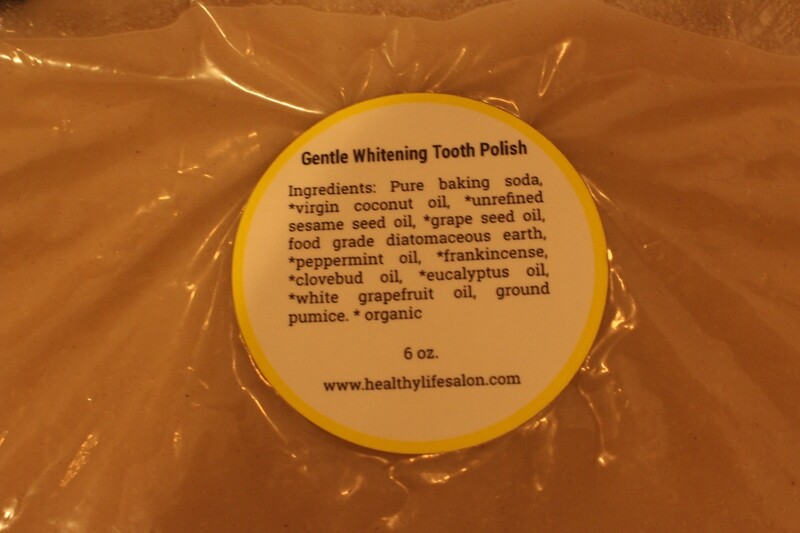 Gentle Whitening Tooth Polish
Ingredients: Pure baking soda,
*virgin coconut oil, *unrefined
sesame seed oil, *grape seed oil,
food grade diatomaceous earth,
*peppermint oil, *frankincense,
*clovebud oil, *eucalyptus oil,
*white grapefruit oil, ground
pumice. * organic
6 oz.
www.healthylifesalon.com